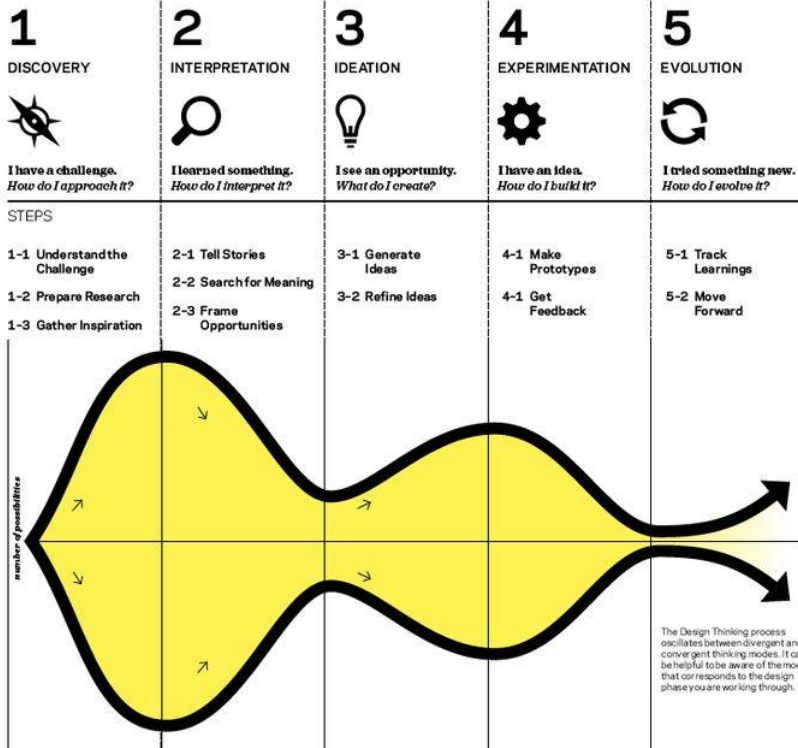 1
DISCOVERY
I have a challenge.
How do I approach it?
2
INTERPRETATION
I learned something.
How do I interpret it?
3
IDEATION
I see an opportunity.
What do I create?
4
EXPERIMENTATION
I have an idea.
How do I build it?
5
EVOLUTION
I tried something new.
How do I evolve it?
STEPS
1-1 Understand the
Challenge
1-2 Prepare Research
1-3 Gather Inspiration
2-1 Tell Stories
2-2 Search for Meaning
2-3 Frame
Opportunities
3-1 Generate
Ideas
3-2 Refine Ideas
4-1 Make
Prototypes
4-1 Get
Feedback
5-1 Track
Learnings
5-2 Move
Forward
number of possibilities
The Design Thinking process
oscillates between divergent
convergent thinking modes. It
be helpful to be aware of the
that corresponds to the design
phase you are working through.